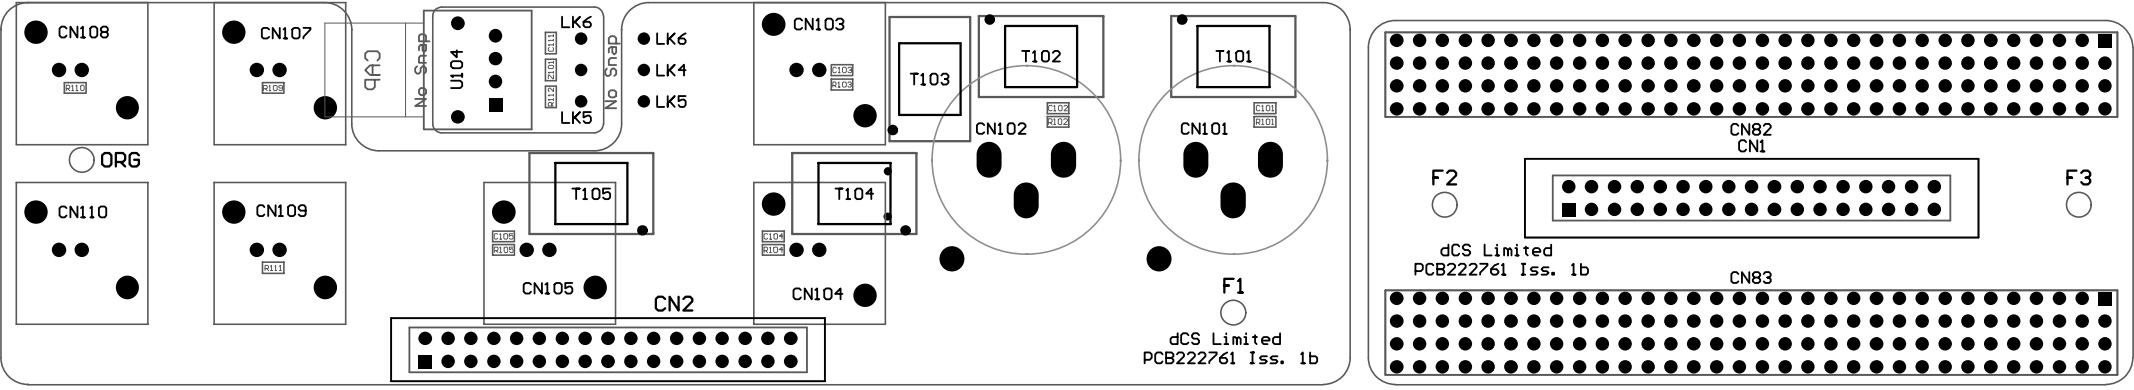 CN108
R110
CN107
R109
CAb
No Snap
U104
C111
Z101
R112
LK6
LK5
No Snap
LK6
LK4
LK5
CN103
C103
R103
T103
T102
C102
R102
CN102
T101
C101
R101
CN101
ORG
CN110
CN109
R111
T105
C105
R105
CN105
T104
C104
R104
CN104
CN2
F1
dCS Limited
PCB222761 Iss. 1b
CN82
CN1
F2
F3
dCS Limited
PCB222761 Iss. 1b
CN83